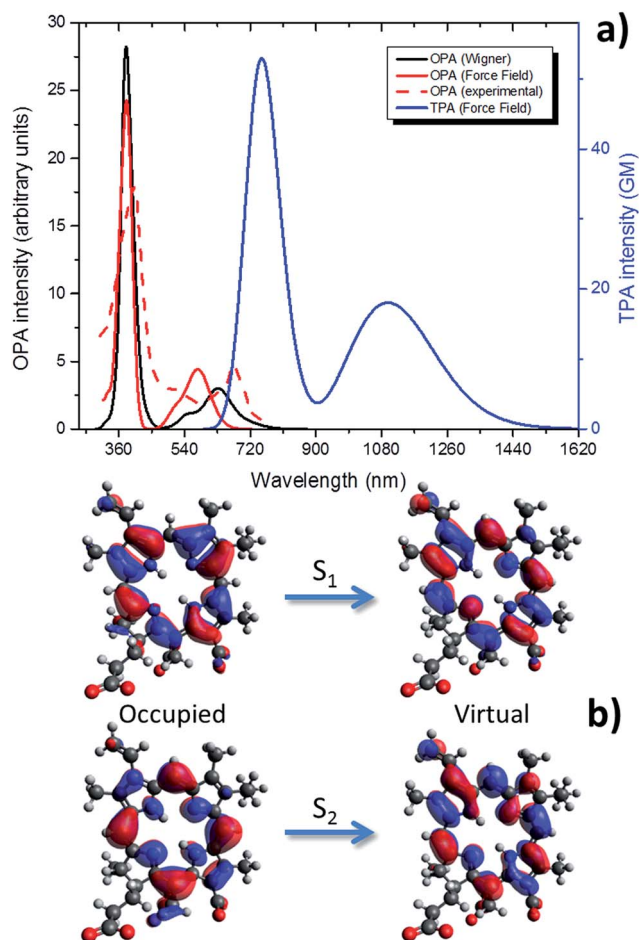 a)
OPA (Wigner)
OPA (Force Field)
OPA (experimental)
TPA (Force Field)
OPA intensity (arbitrary units)
30
25
20
15
10
5
0
TPA intensity (GM)
40
20
0
360 540 720 900 1080 1260 1440 1620
Wavelength (nm)
S1
Occupied Virtual b)
S2